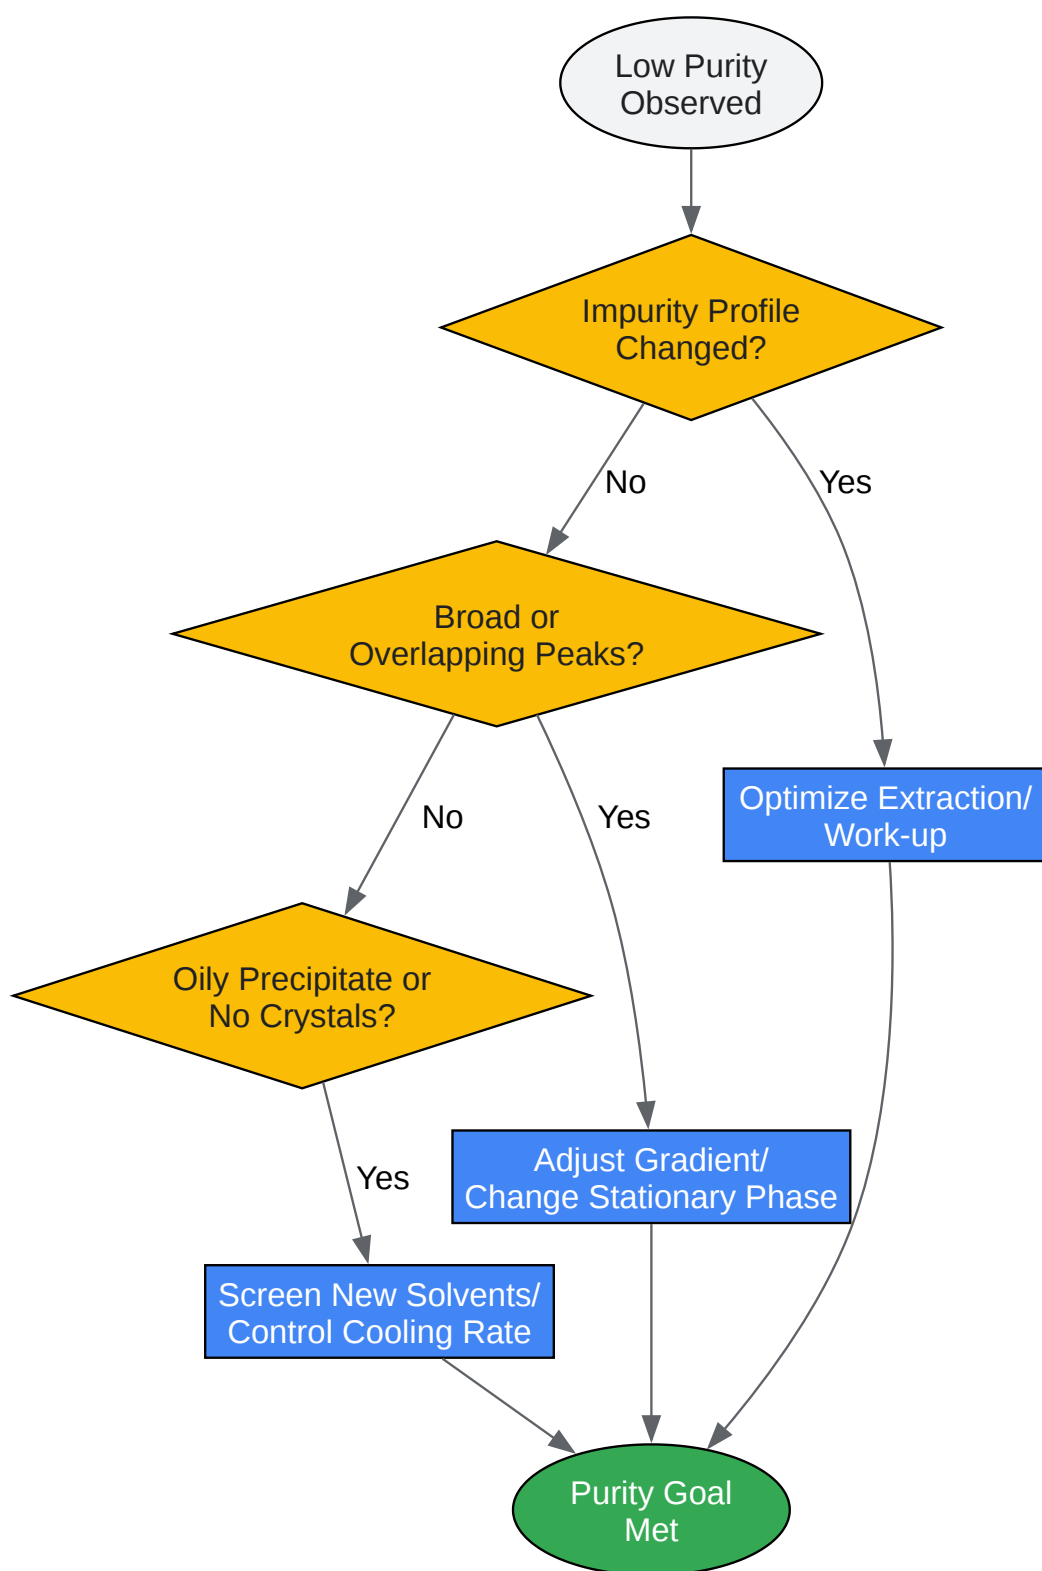 Low Purity
Observed
Impurity Profile
Changed?
No
Yes
Broad or
Overlapping Peaks?
Optimize Extraction/
Work-up
No
Yes
Oily Precipitate or
No Crystals?
Adjust Gradient/
Change Stationary Phase
Yes
Screen New Solvents/
Control Cooling Rate
Purity Goal
Met